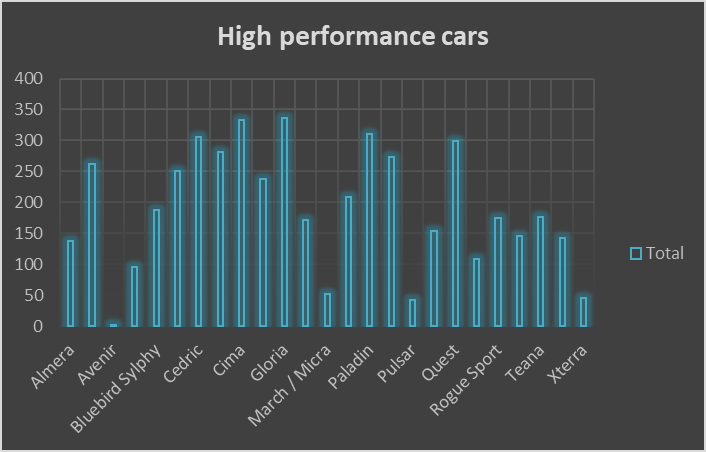 High performance cars
400
350
300
250
200
150
100
50
0
Almera
Avenir
Bluebird Sylphy
Cedric
Cima
Gloria
March / Micra
Paladin
Pulsar
Quest
Rogue Sport
Teana
Xterra
Total